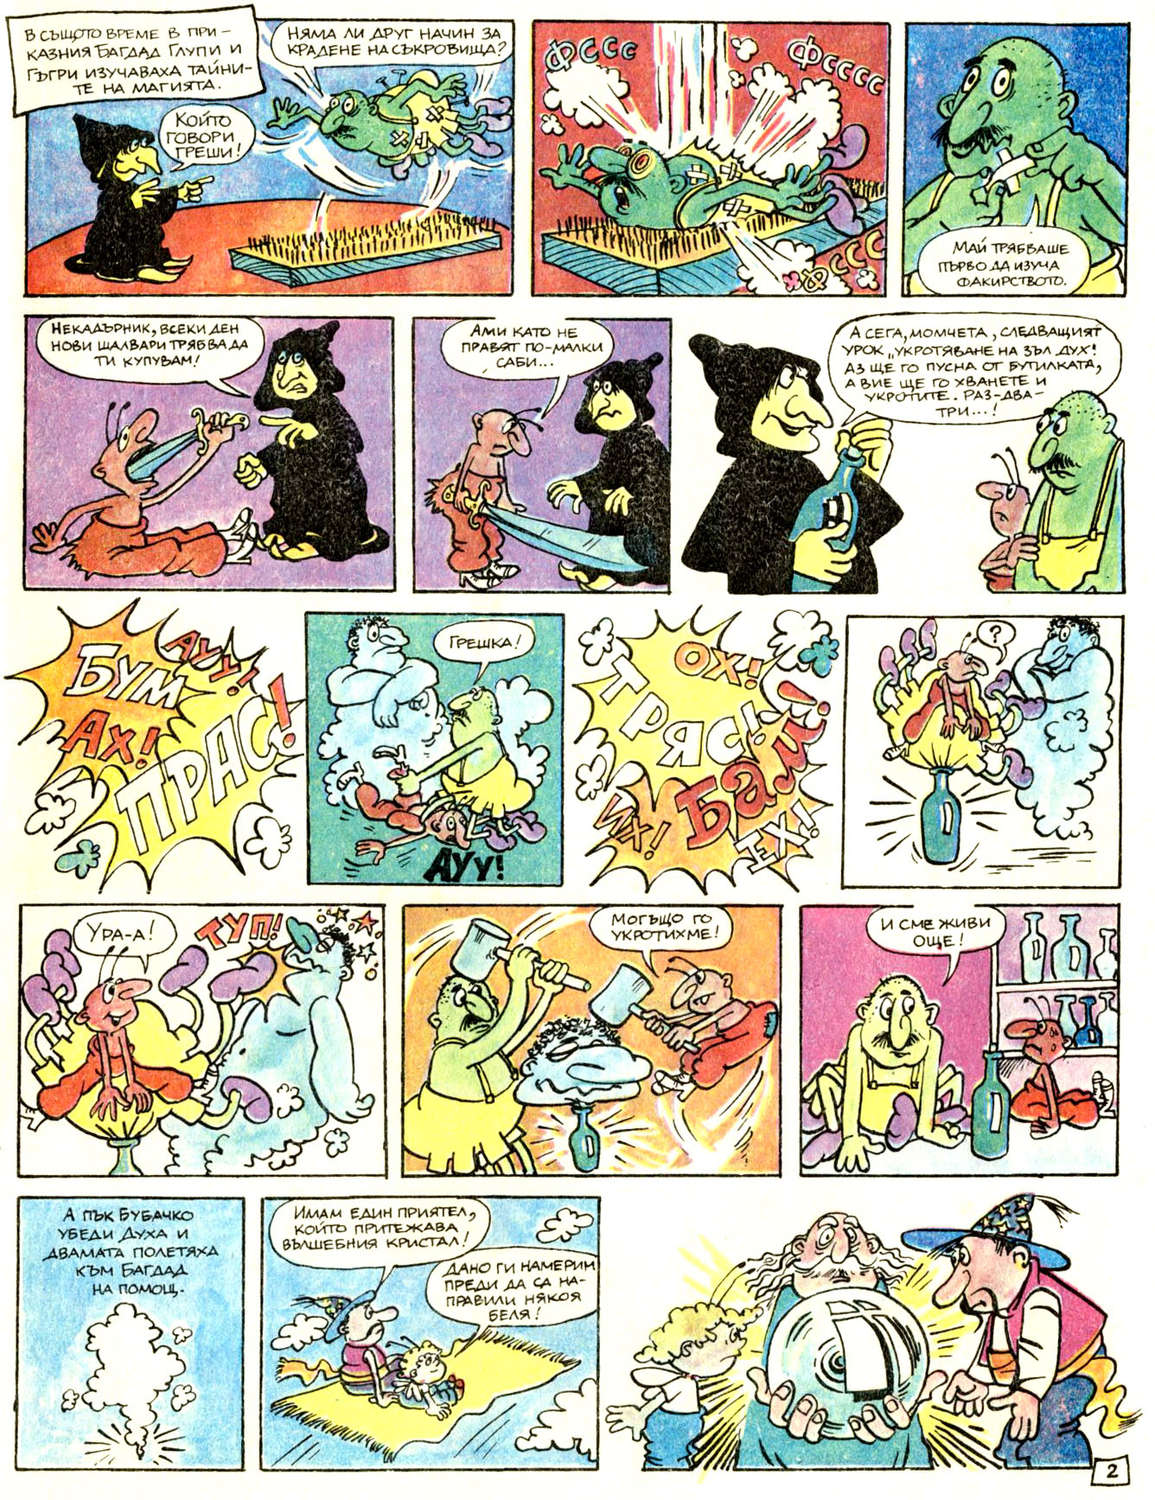 В СЪЩОТО ВРЕМЕ В ПРИ-
КАЗНИЯ БАГДАД ГЛУПИ И
ГЪГРИ ИЗУЧАВАХА ТАЙНИ-
ТЕ НА МАГИЯТА.
КОЙТО
ГОВОРИ
ГРЕШИ!
НЯМА ЛИ ДРУГ НАЧИН ЗА
КРАДЕНЕ НА СЪКРОВИЩА?
ФССС
ФСССС
ФССС
МАЙ ТРЯБВАШЕ
ПЪРВО ДА ИЗУЧА
ФАКИРСТВОТО.
НЕКАДЪРНИК, ВСЕКИ ДЕН
НОВИ ШАЛВАРИ ТРЯБВА ДА
ТИ КУПУВАМ!
АМИ КАТО НЕ
ПРАВЯТ ПО-МАЛКИ
САБИ...
А СЕГА, МОМЧЕТА, СЛЕДВАЩИЯТ
УРОК „УКРОТЯВАНЕ НА ЗЪЛ ДУХ!
АЗ ЩЕ ГО ПУСНА ОТ БУТИЛКАТА,
А ВИЕ ЩЕ ГО ХВАНЕТЕ И
УКРОТИТЕ. РАЗ-ДВА-
ТРИ...!
БУМ
АУУ!
АХ!
ПРАС!
ГРЕШКА!
АУУ!
ОХ!
ТРЯС!
БАМ!
ИХ!
ЕХ!
?
УРА-А!
ТУП!
МОГЪЩО ГО
УКРОТИХМЕ!
И СМЕ ЖИВИ
ОЩЕ!
А ПЪК БУБАЧКО
УБЕДИ ДУХА И
ДВАМАТА ПОЛЕТЯХА
КЪМ БАГДАД
НА ПОМОЩ.
ИМАМ ЕДИН ПРИЯТЕЛ,
КОЙТО ПРИТЕЖАВА
ВЪЛШЕБНИЯ КРИСТАЛ!
ДАНО ГИ НАМЕРИМ
ПРЕДИ ДА СА НА-
ПРАВИЛИ НЯКОЯ
БЕЛЯ!
2